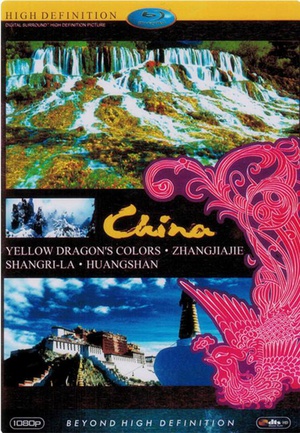 HIGH DEFINITION
DIGITAL SURROUND* HIGH DEFINITION PICTURE
China
YELLOW DRAGON'S COLORS · ZHANGJIAJIE
SHANGRI-LA · HUANGSHAN
1080P
BEYOND HIGH DEFINITION
dts